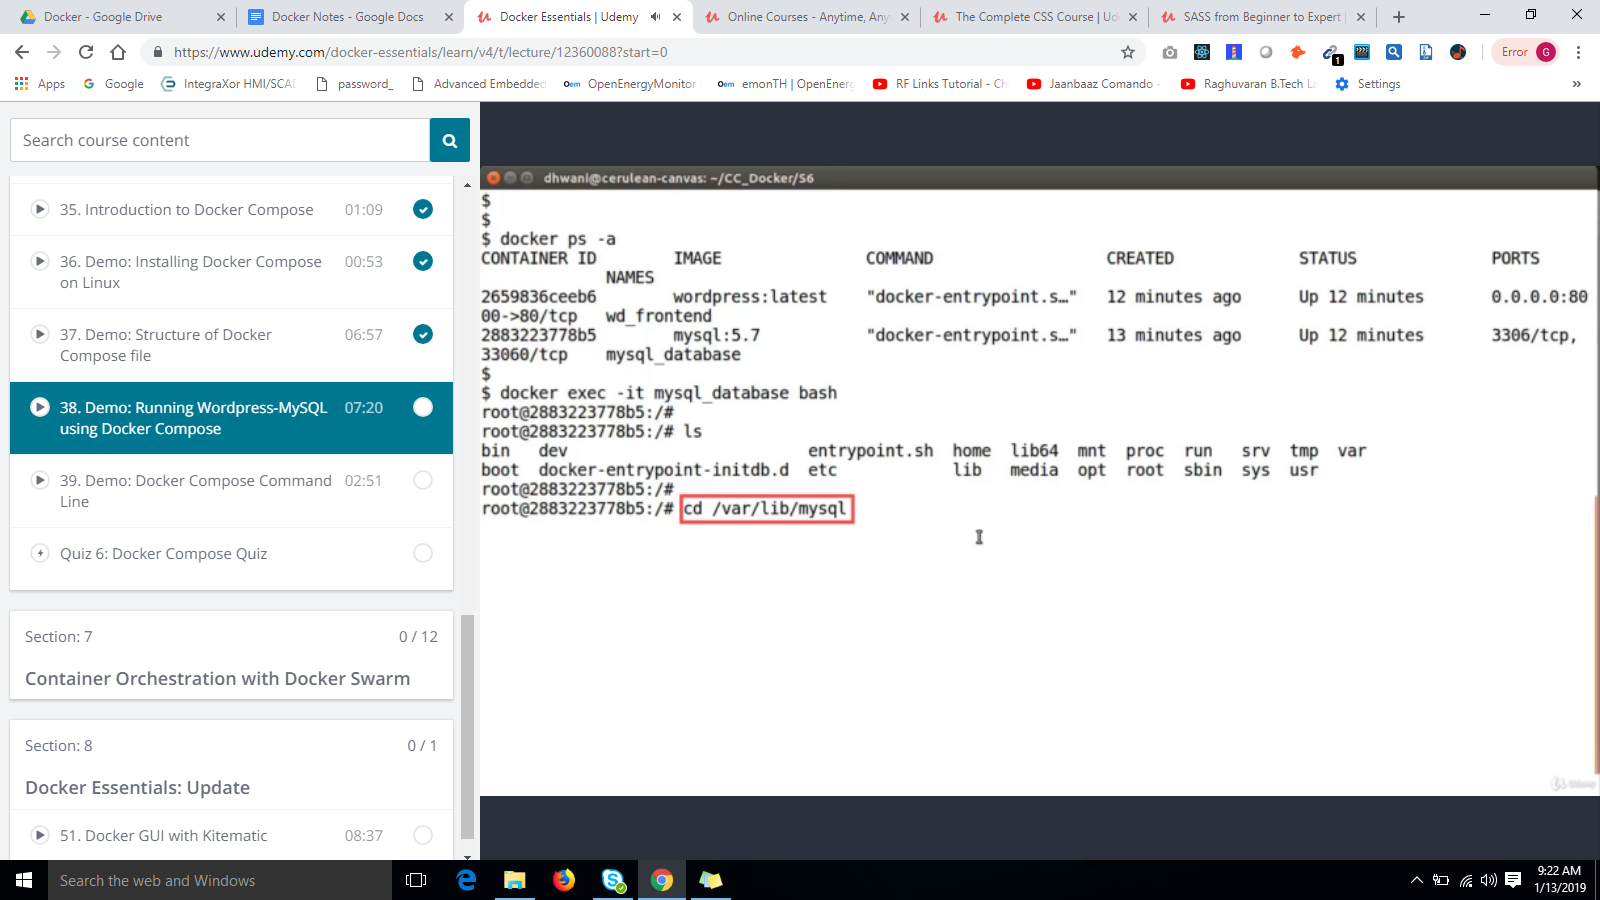 Docker - Google Drive
Docker Notes - Google Docs
Docker Essentials | Udemy
Online Courses - Anytime, Any
The Complete CSS Course | Ud
SASS from Beginner to Expert |
https://www.udemy.com/docker-essentials/learn/v4/t/lecture/12360088?start=0
1
Error G
Apps
Google
IntegraXor HMI/SCAD
password_
Advanced Embedded
Oem OpenEnergyMonitor
Oem emonTH | OpenEnerg
RF Links Tutorial - Ch
Jaanbaaz Comando -
Raghuvaran B.Tech La
Settings
»
Search course content
35. Introduction to Docker Compose 01:09
36. Demo: Installing Docker Compose 00:53
on Linux
37. Demo: Structure of Docker 06:57
Compose file
38. Demo: Running Wordpress-MySQL 07:20
using Docker Compose
39. Demo: Docker Compose Command 02:51
Line
Quiz 6: Docker Compose Quiz
Section: 7 0 / 12
Container Orchestration with Docker Swarm
Section: 8 0 / 1
Docker Essentials: Update
51. Docker GUI with Kitematic 08:37
dhwani@cerulean-canvas: ~/CC_Docker/S6
$
$
$ docker ps -a
CONTAINER ID IMAGE COMMAND CREATED STATUS PORTS
NAMES
2659836ceeb6 wordpress:latest "docker-entrypoint.s…" 12 minutes ago Up 12 minutes 0.0.0.0:80
00->80/tcp wd_frontend
2883223778b5 mysql:5.7 "docker-entrypoint.s…" 13 minutes ago Up 12 minutes 3306/tcp,
33060/tcp mysql_database
$
$ docker exec -it mysql_database bash
root@2883223778b5:/#
root@2883223778b5:/# ls
bin dev entrypoint.sh home lib64 mnt proc run srv tmp var
boot docker-entrypoint-initdb.d etc lib media opt root sbin sys usr
root@2883223778b5:/#
root@2883223778b5:/# cd /var/lib/mysql
Udemy
Search the web and Windows
9:22 AM
1/13/2019